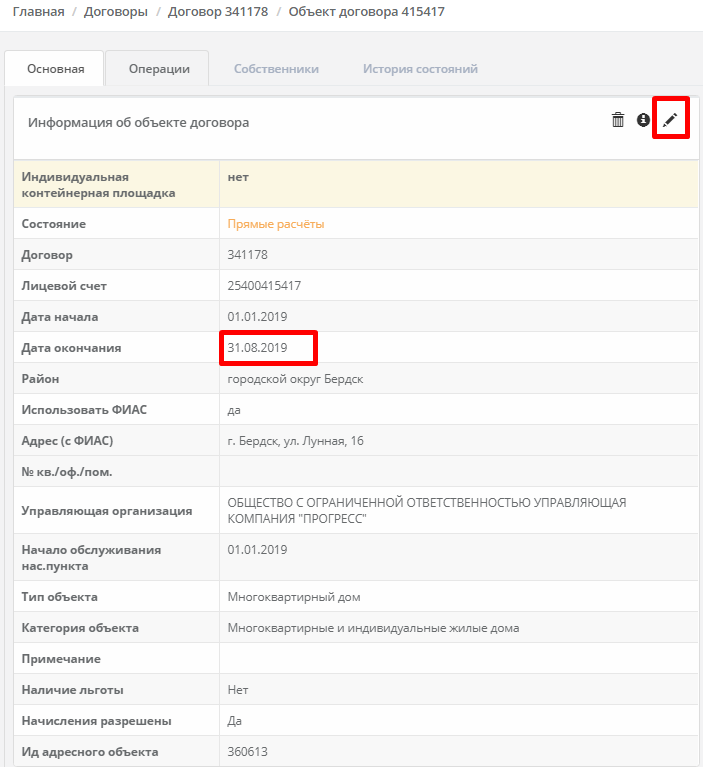 Главная / Договоры / Договор 341178 / Объект договора 415417
Основная Операции Собственники История состояний
Информация об объекте договора
Индивидуальная контейнерная площадка нет
Состояние Прямые расчёты
Договор 341178
Лицевой счет 25400415417
Дата начала 01.01.2019
Дата окончания 31.08.2019
Район городской округ Бердск
Использовать ФИАС да
Адрес (с ФИАС) г. Бердск, ул. Лунная, 16
№ кв./оф./пом.
Управляющая организация ОБЩЕСТВО С ОГРАНИЧЕННОЙ ОТВЕТСТВЕННОСТЬЮ УПРАВЛЯЮЩАЯ
КОМПАНИЯ "ПРОГРЕСС"
Начало обслуживания нас.пункта 01.01.2019
Тип объекта Многоквартирный дом
Категория объекта Многоквартирные и индивидуальные жилые дома
Примечание
Наличие льготы Нет
Начисления разрешены Да
Ид адресного объекта 360613